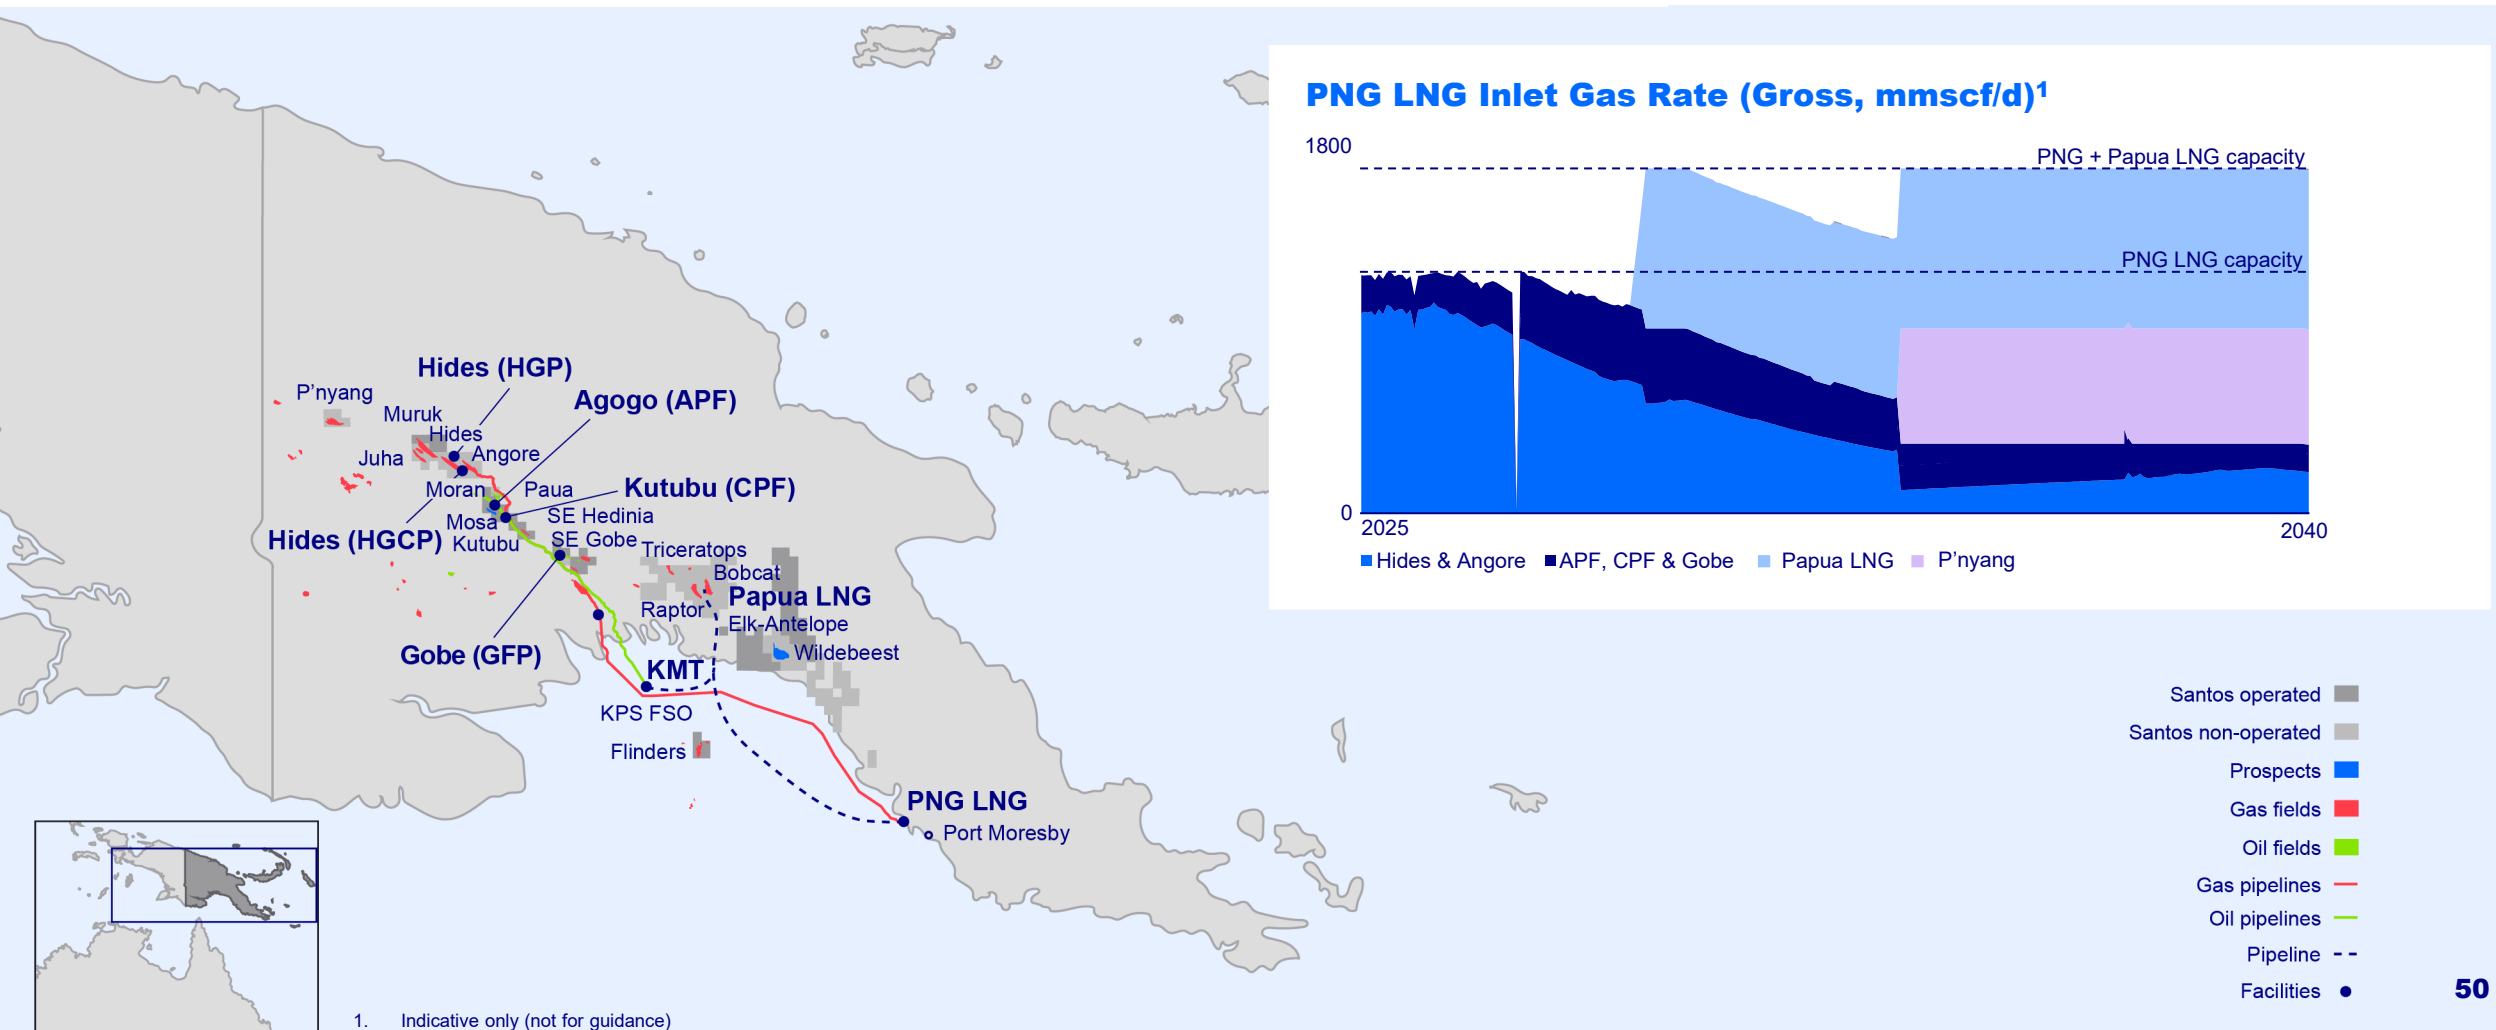 PNG LNG Inlet Gas Rate (Gross, mmscf/d)1
1800
PNG + Papua LNG capacity
PNG LNG capacity
0
2025
2040
Hides & Angore
APF, CPF & Gobe
Papua LNG
P’nyang
Hides (HGP)
P’nyang
Agogo (APF)
Muruk
Hides
Juha
Angore
Moran
Paua
Kutubu (CPF)
Mosa
SE Hedinia
Hides (HGCP)
Kutubu
SE Gobe
Triceratops
Bobcat
Papua LNG
Raptor
Elk-Antelope
Gobe (GFP)
Wildebeest
KMT
KPS FSO
Flinders
PNG LNG
Port Moresby
Santos operated
Santos non-operated
Prospects
Gas fields
Oil fields
Gas pipelines
Oil pipelines
Pipeline
Facilities
50
1. Indicative only (not for guidance)